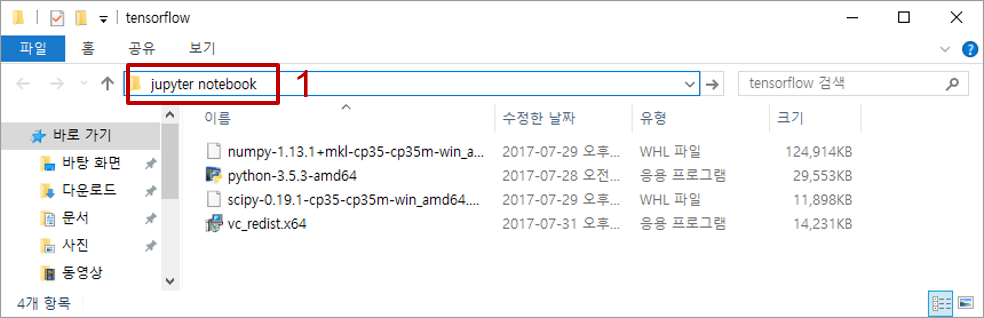 tensorflow
파일 홈 공유 보기
jupyter notebook 1 tensorflow 검색
이름 수정한 날짜 유형 크기
바로 가기
바탕 화면
다운로드
문서
사진
동영상
numpy-1.13.1+mkl-cp35-cp35m-win_a... 2017-07-29 오후... WHL 파일 124,914KB
python-3.5.3-amd64 2017-07-28 오전... 응용 프로그램 29,553KB
scipy-0.19.1-cp35-cp35m-win_amd64.... 2017-07-29 오후... WHL 파일 11,898KB
vc_redist.x64 2017-07-31 오후... 응용 프로그램 14,231KB
4개 항목